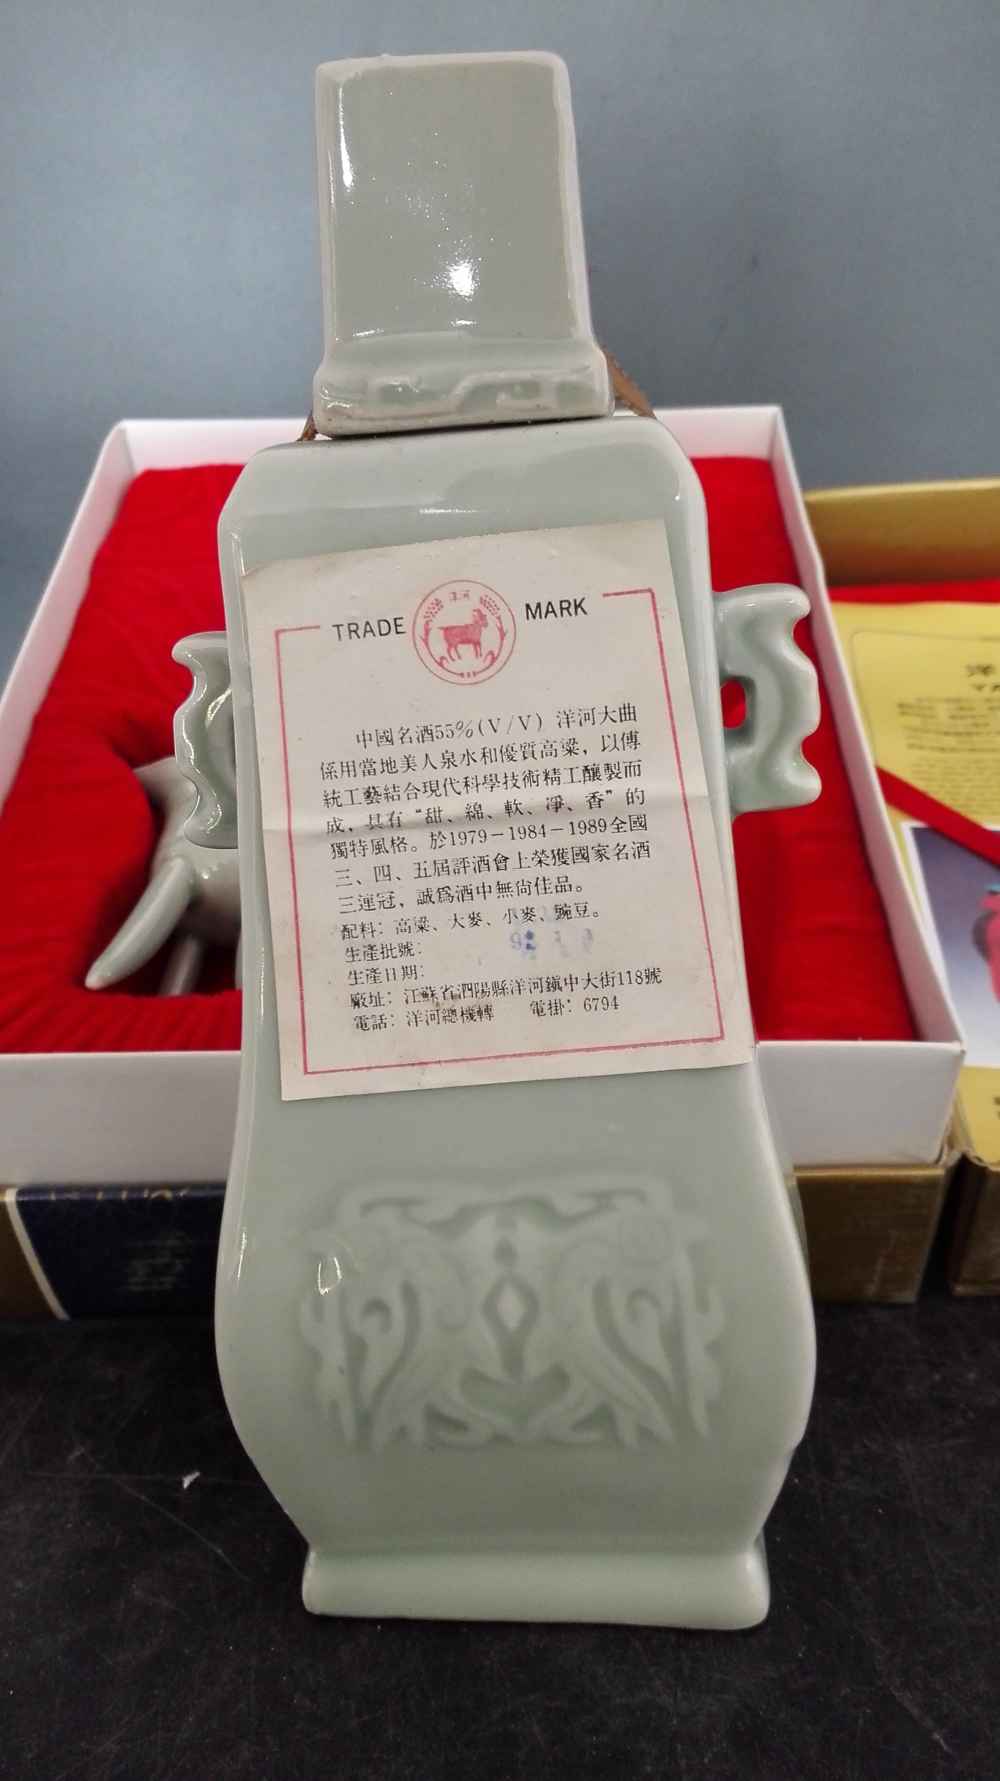 TRADE 洋河 MARK
中國名酒55%(V/V) 洋河大曲
係用當地美人泉水和優質高粱，以傳
統工藝結合現代科學技術精工釀製而
成，具有“甜、綿、軟、凈、香”的
獨特風格。於1979－1984－1989全國
三、四、五屆評酒會上榮獲國家名酒
三連冠，誠爲酒中無尚佳品。
配料：高粱、大麥、小麥、豌豆。
生產批號：
生產日期：
廠址：江蘇省泗陽縣洋河鎮中大街118號
電話：洋河總機轉 電掛：6794
洋